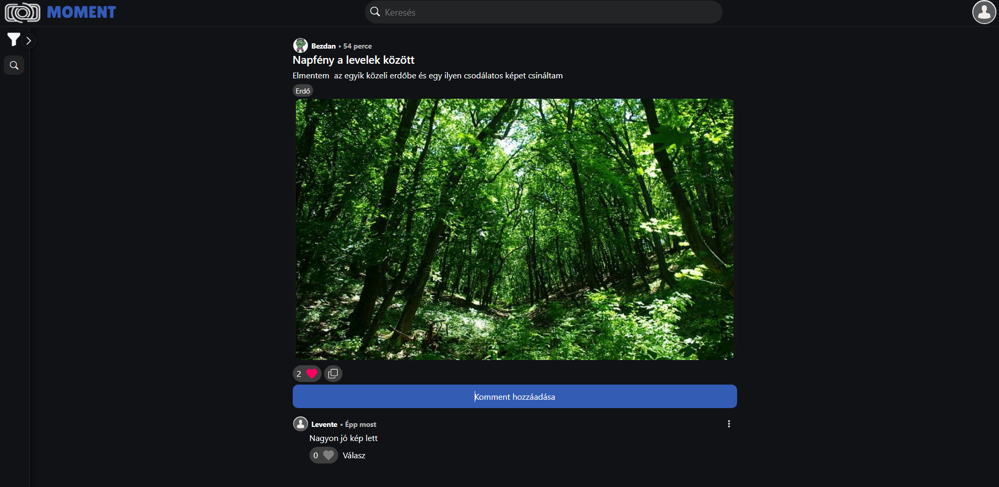 MOMENT
Keresés
Bezdan • 54 perce
Napfény a levelek között
Elmentem  az egyik közeli erdőbe és egy ilyen csodálatos képet csináltam
Erdő
2
Komment hozzáadása
Levente • Épp most
Nagyon jó kép lett
0 Válasz